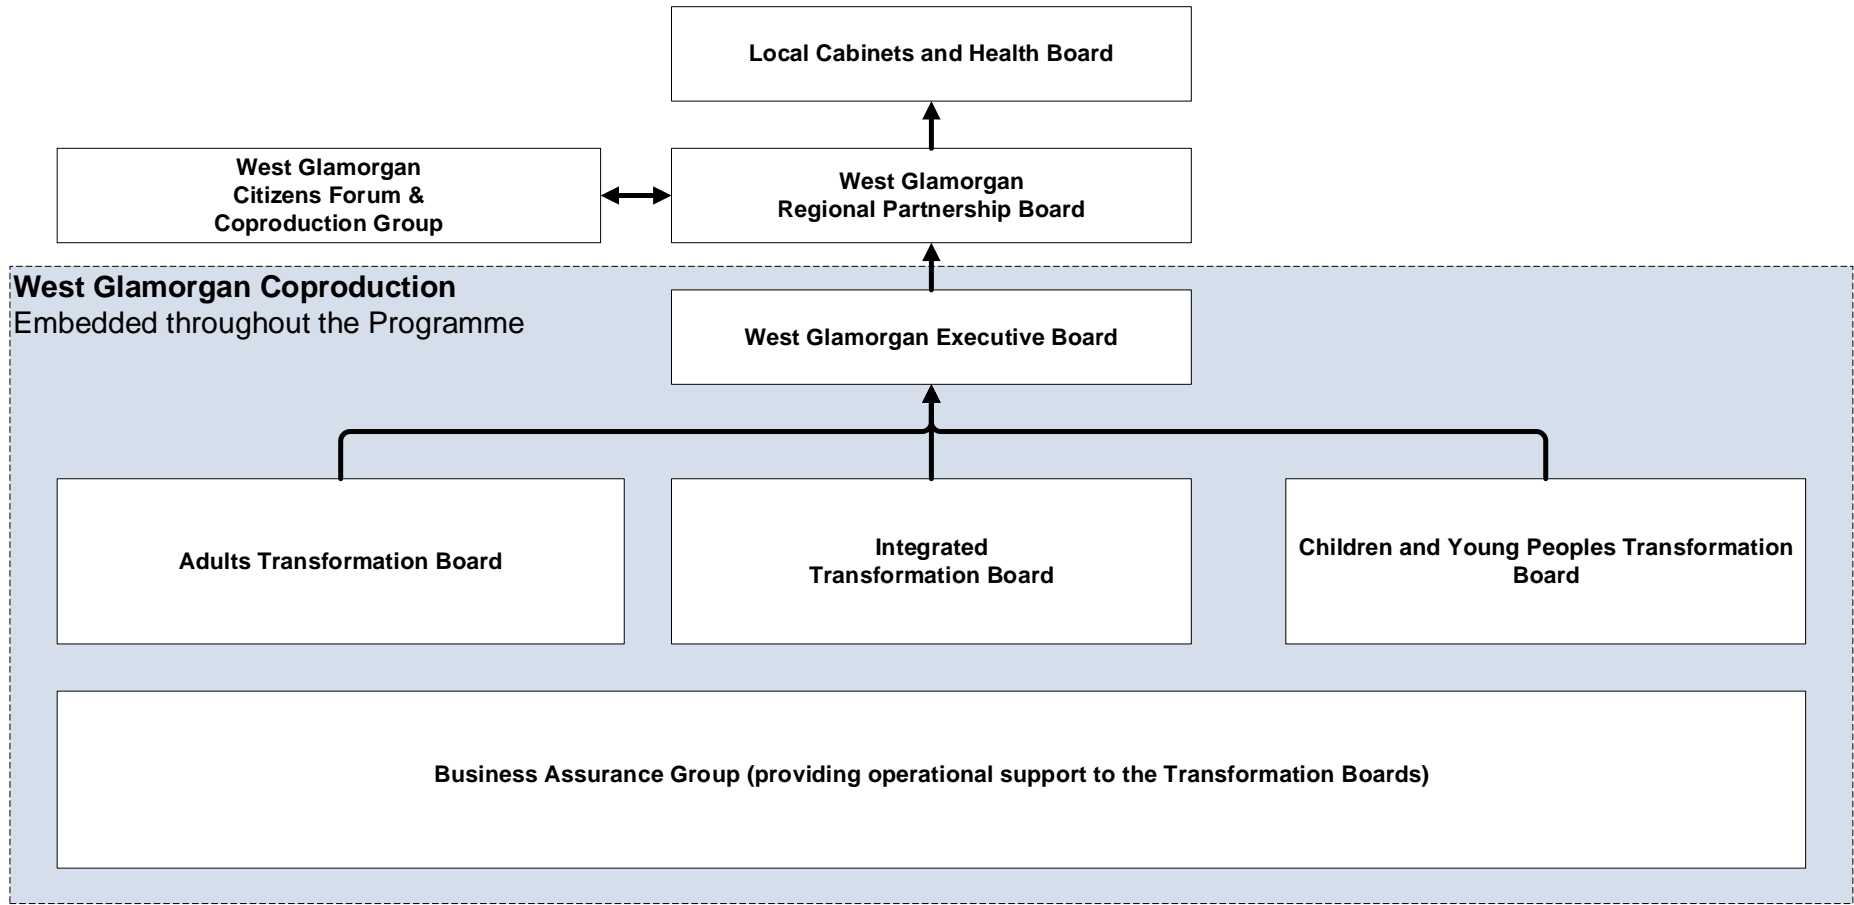 Local Cabinets and Health Board
West Glamorgan
Citizens Forum &
Coproduction Group
West Glamorgan
Regional Partnership Board
West Glamorgan Coproduction
Embedded throughout the Programme
West Glamorgan Executive Board
Adults Transformation Board
Integrated
Transformation Board
Children and Young Peoples Transformation
Board
Business Assurance Group (providing operational support to the Transformation Boards)